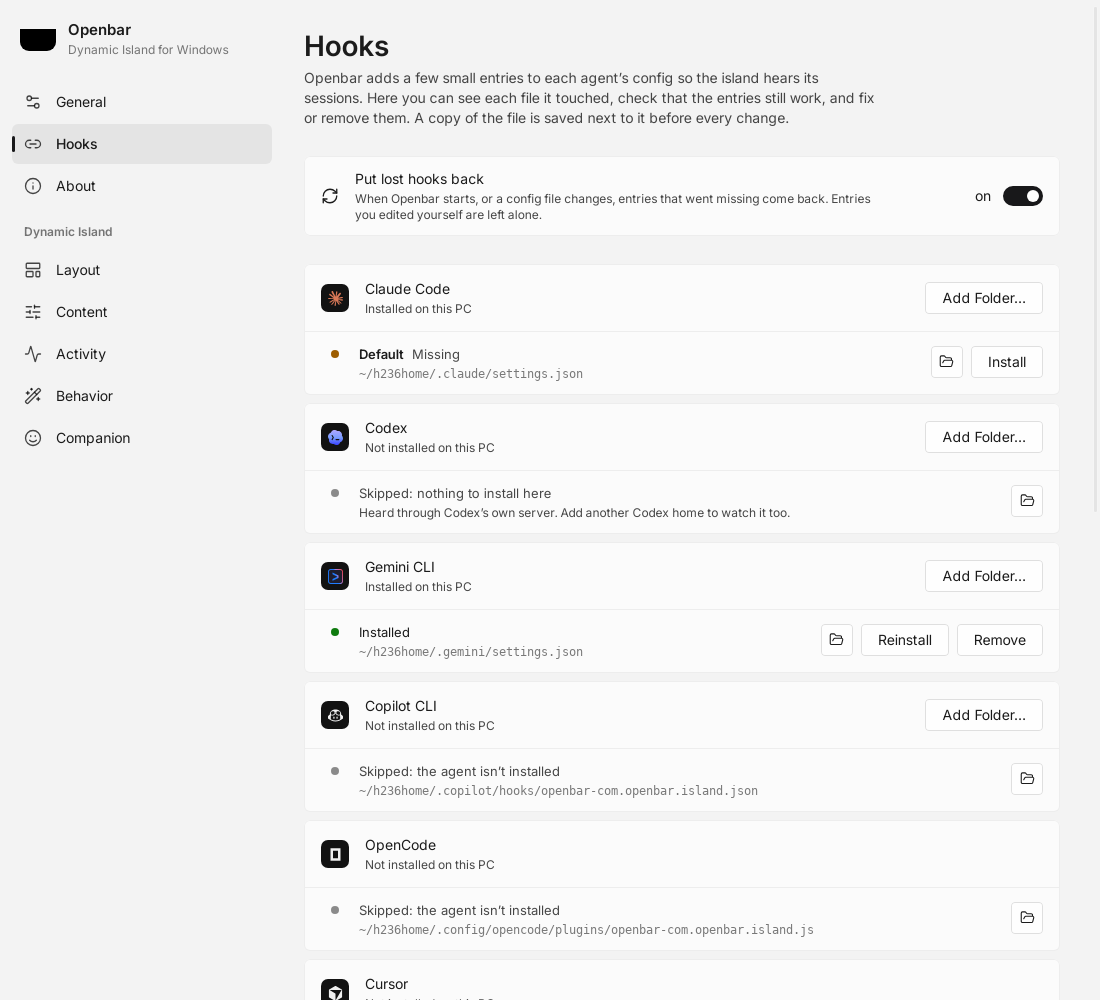 Openbar
Dynamic Island for Windows
General
Hooks
About
Dynamic Island
Layout
Content
Activity
Behavior
Companion
Hooks
Openbar adds a few small entries to each agent’s config so the island hears its
sessions. Here you can see each file it touched, check that the entries still work, and fix
or remove them. A copy of the file is saved next to it before every change.
Put lost hooks back
When Openbar starts, or a config file changes, entries that went missing come back. Entries
you edited yourself are left alone.
on
Claude Code
Installed on this PC
Add Folder...
Default Missing
~/h236home/.claude/settings.json
Install
Codex
Not installed on this PC
Add Folder...
Skipped: nothing to install here
Heard through Codex’s own server. Add another Codex home to watch it too.
Gemini CLI
Installed on this PC
Add Folder...
Installed
~/h236home/.gemini/settings.json
Reinstall
Remove
Copilot CLI
Not installed on this PC
Add Folder...
Skipped: the agent isn’t installed
~/h236home/.copilot/hooks/openbar-com.openbar.island.json
OpenCode
Not installed on this PC
Skipped: the agent isn’t installed
~/h236home/.config/opencode/plugins/openbar-com.openbar.island.js
Cursor